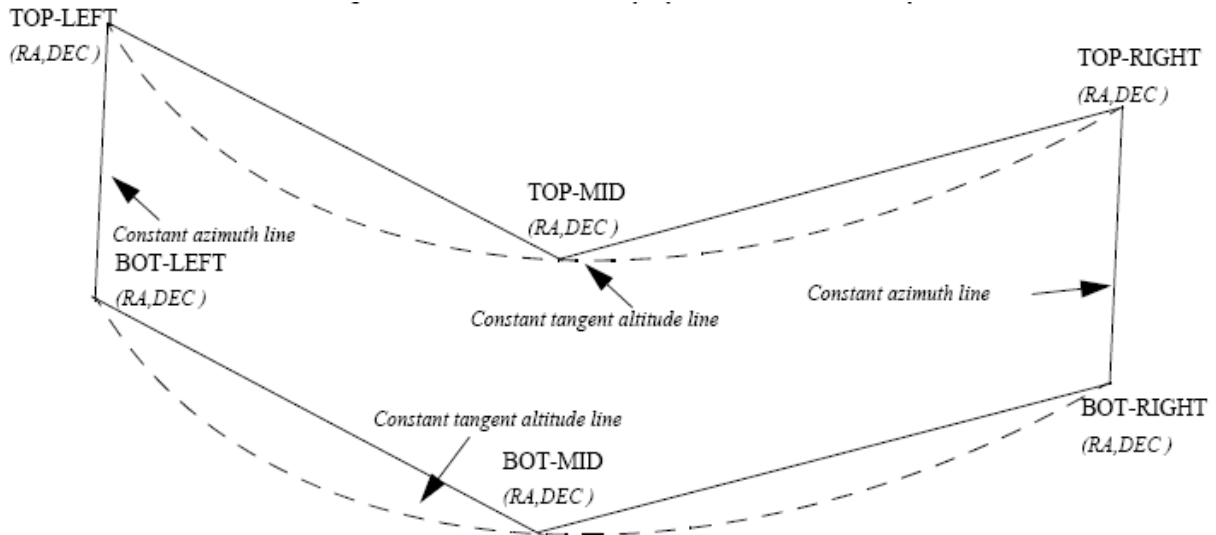 TOP-LEFT
(RA,DEC )
TOP-RIGHT
(RA,DEC )
TOP-MID
(RA,DEC )
Constant azimuth line
BOT-LEFT
(RA,DEC )
Constant azimuth line
Constant tangent altitude line
Constant tangent altitude line
BOT-RIGHT
(RA,DEC )
BOT-MID
(RA,DEC )